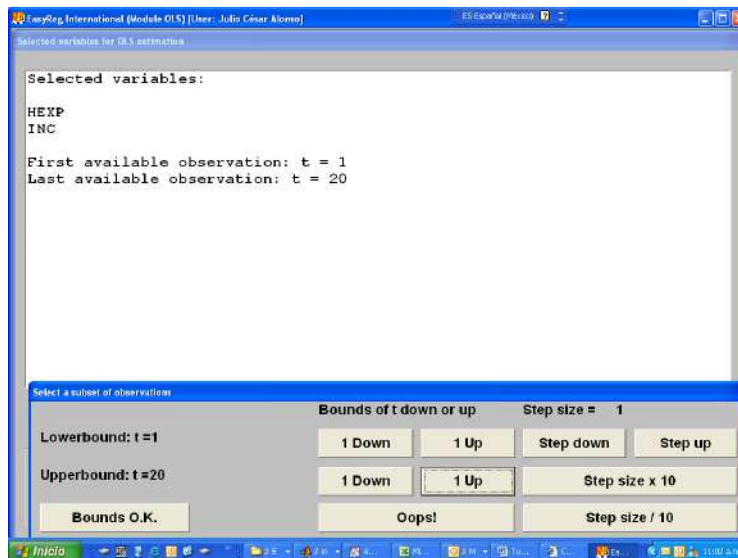 EasyReg International (Module OLS) [User: Julio César Alonso]
ES Español (México)
Selected variables for OLS estimation
Selected variables:
HEXP
INC
First available observation: t = 1
Last available observation: t = 20
Select a subset of observations
Bounds of t down or up
Step size = 1
Lowerbound: t =1
1 Down
1 Up
Step down
Step up
Upperbound: t =20
1 Down
1 Up
Step size x 10
Bounds O.K.
Oops!
Step size / 10
Inicio